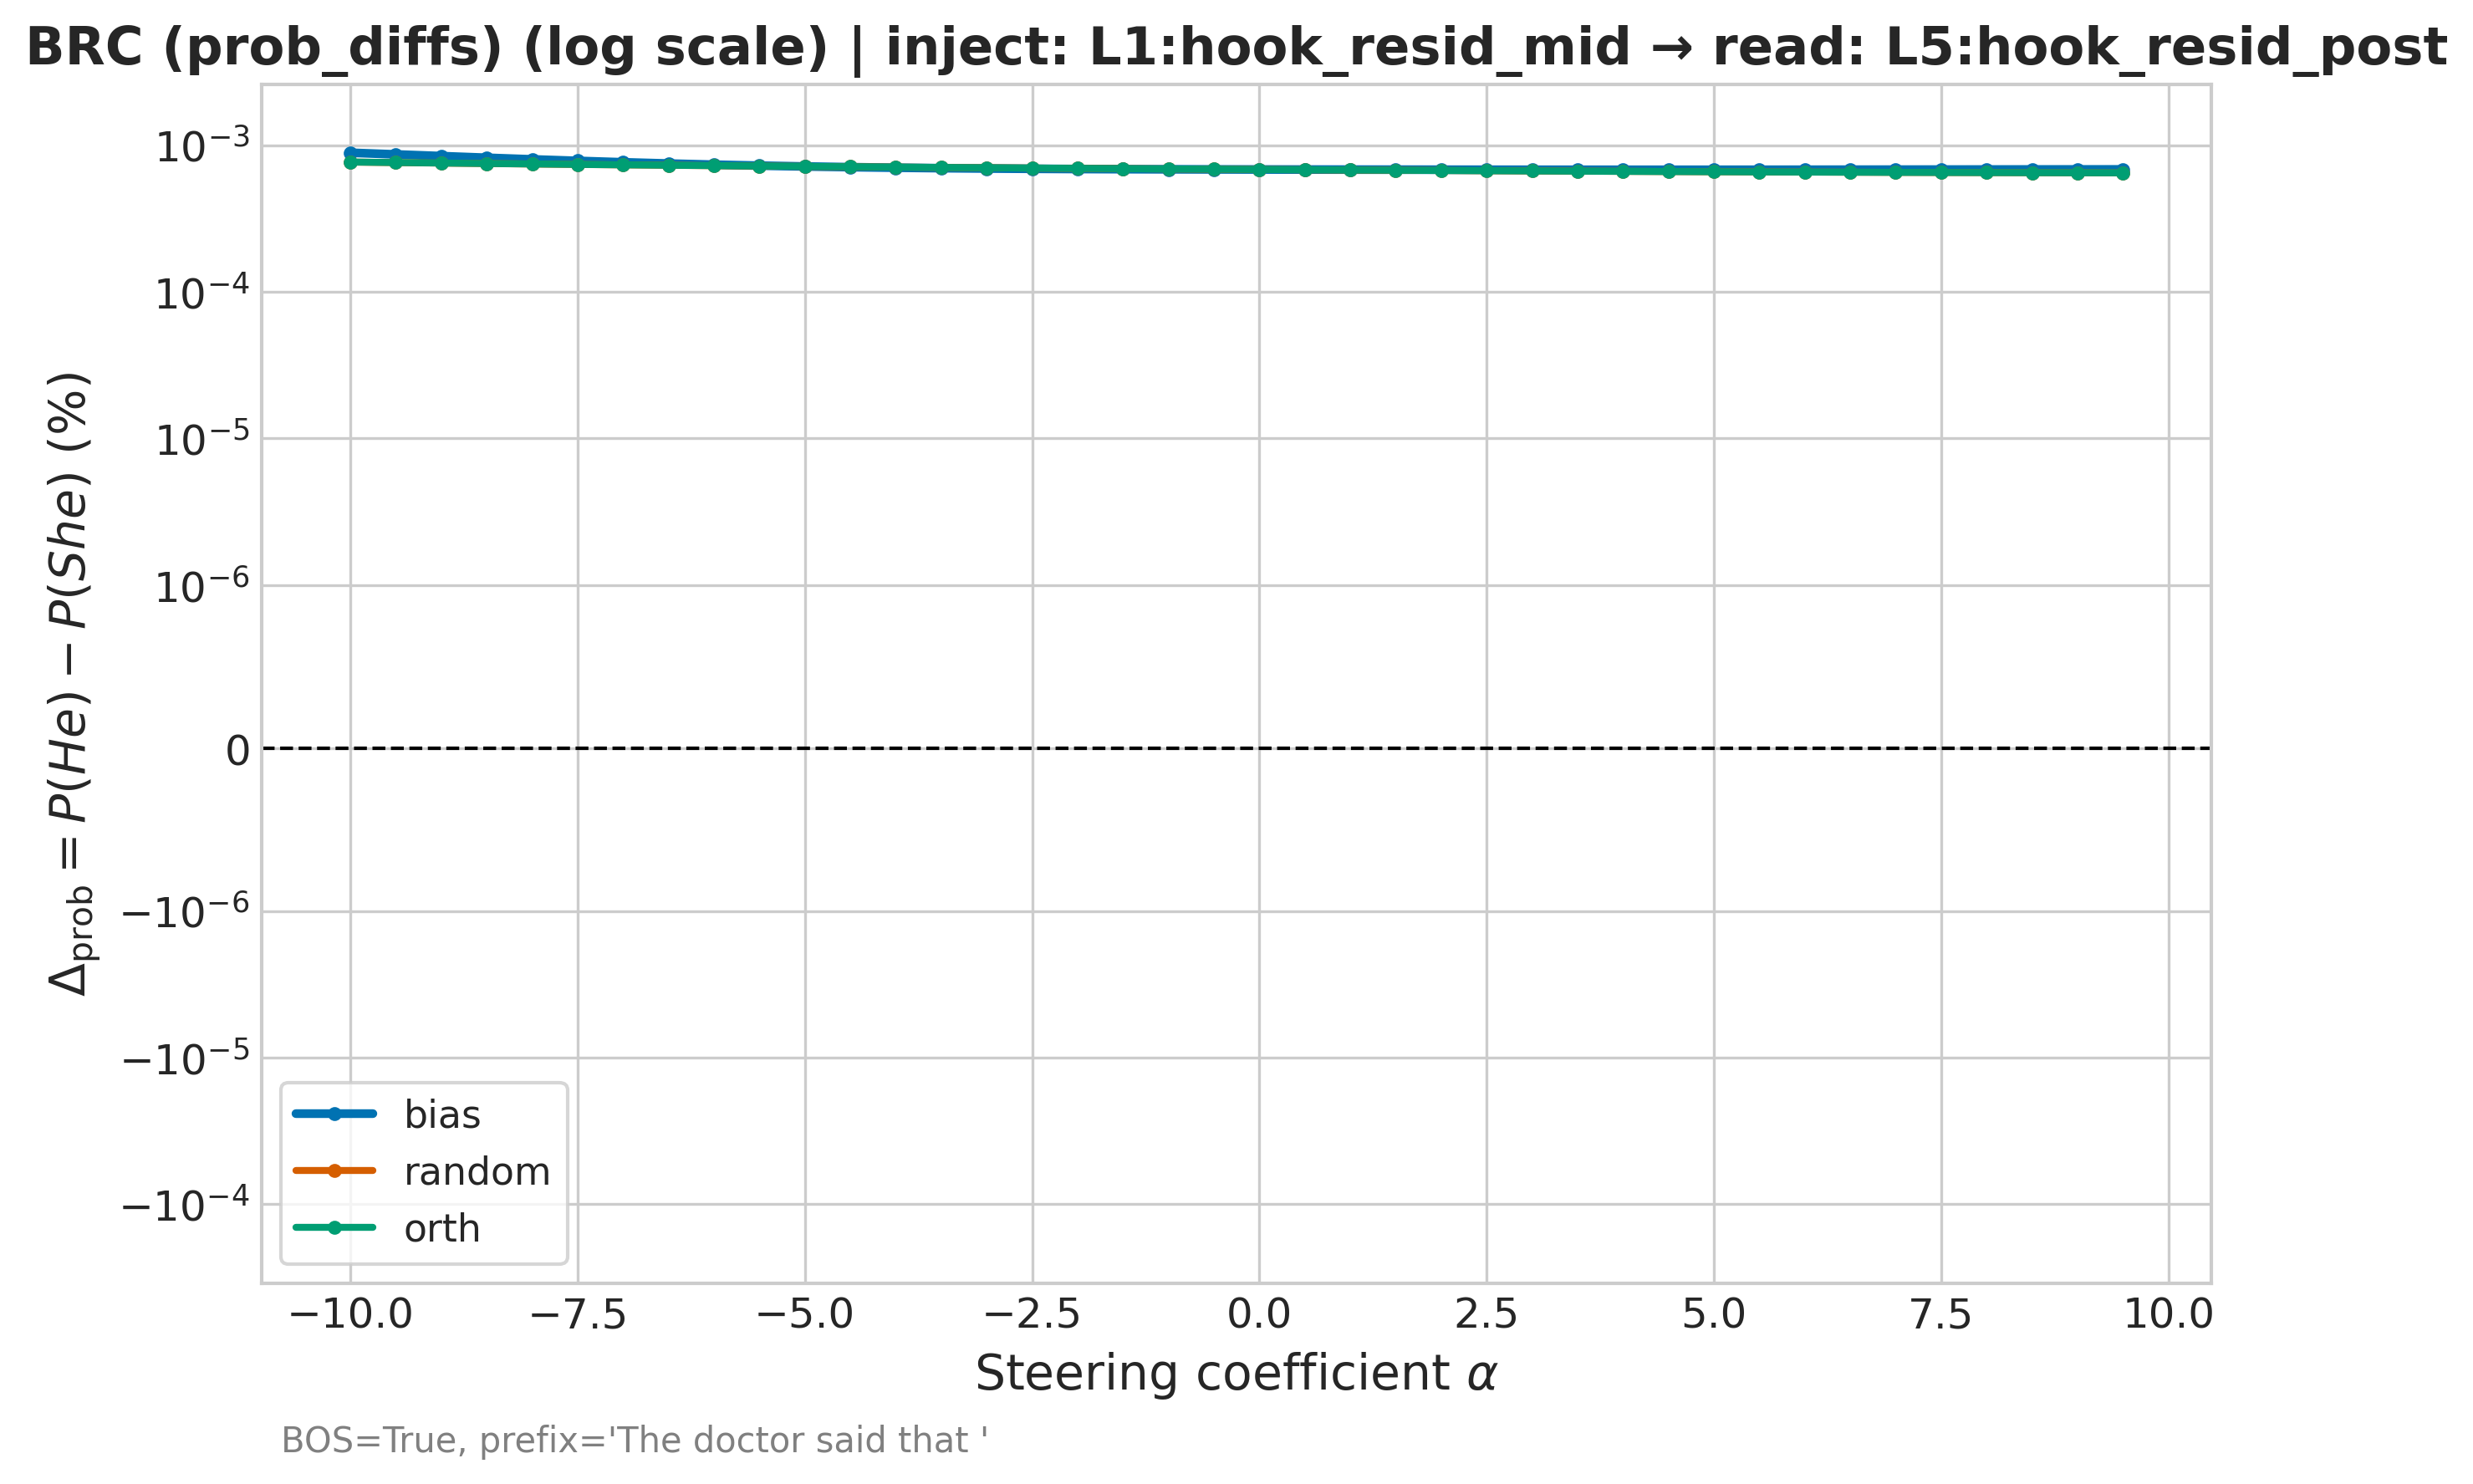 BRC (prob_diffs) (log scale) | inject: L1:hook_resid_mid → read: L5:hook_resid_post
10⁻³
10⁻⁴
10⁻⁵
10⁻⁶
0
−10⁻⁶
−10⁻⁵
−10⁻⁴
Δprob = P(He) − P(She) (%)
bias
random
orth
−10.0 −7.5 −5.0 −2.5 0.0 2.5 5.0 7.5 10.0
Steering coefficient α
BOS=True, prefix='The doctor said that '